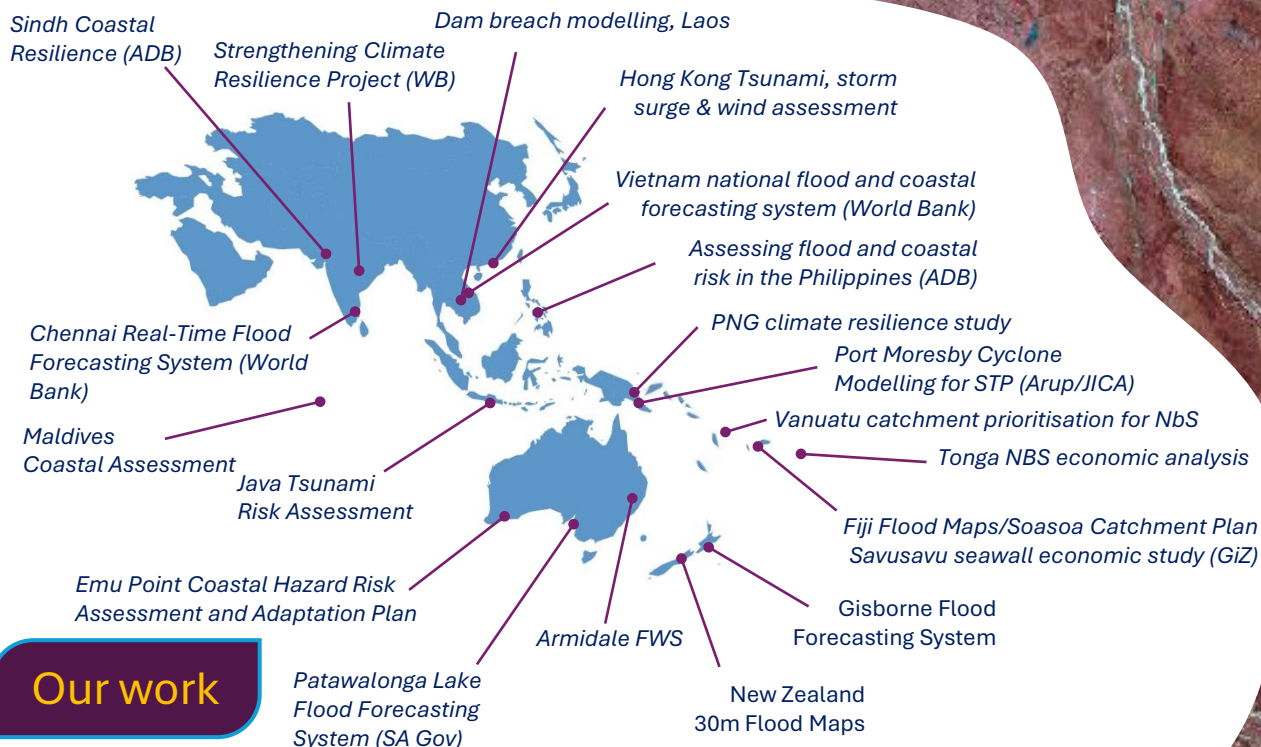 Sindh Coastal
Resilience (ADB)
Strengthening Climate
Resilience Project (WB)
Dam breach modelling, Laos
Hong Kong Tsunami, storm
surge & wind assessment
Vietnam national flood and coastal
forecasting system (World Bank)
Assessing flood and coastal
risk in the Philippines (ADB)
PNG climate resilience study
Port Moresby Cyclone
Modelling for STP (Arup/JICA)
Vanuatu catchment prioritisation for NbS
Tonga NBS economic analysis
Fiji Flood Maps/Soasoa Catchment Plan
Savusavu seawall economic study (GiZ)
Chennai Real-Time Flood
Forecasting System (World
Bank)
Maldives
Coastal Assessment
Java Tsunami
Risk Assessment
Emu Point Coastal Hazard Risk
Assessment and Adaptation Plan
Armidale FWS
Gisborne Flood
Forecasting System
Patawalonga Lake
Flood Forecasting
System (SA Gov)
New Zealand
30m Flood Maps
Our work